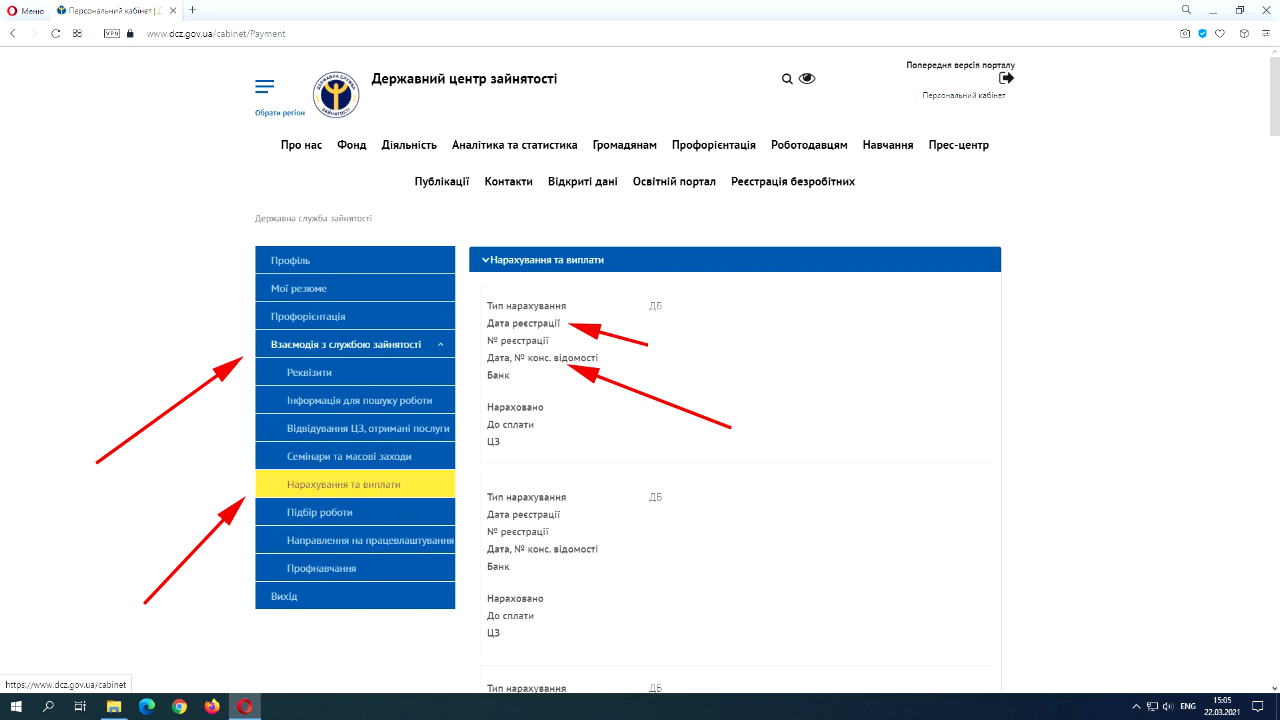 Меню
Персональний кабінет | Д
VPN
www.dcz.gov.ua/cabinet/Payment
Попередня версія порталу
Державний центр зайнятості
Обрати регіон
Персональний кабінет
Про нас Фонд Діяльність Аналітика та статистика Громадянам Профорієнтація Роботодавцям Навчання Прес-центр
Публікації Контакти Відкриті дані Освітній портал Реєстрація безробітних
Державна служба зайнятості
Профіль
Мої резюме
Профорієнтація
Взаємодія з службою зайнятості
Реквізити
Інформація для пошуку роботи
Відвідування ЦЗ, отримані послуги
Семінари та масові заходи
Нарахування та виплати
Підбір роботи
Направлення на працевлаштування
Профнавчання
Вихід
Нарахування та виплати
Тип нарахування ДБ
Дата реєстрації
№ реєстрації
Дата, № конс. відомості
Банк
Нараховано
До сплати
ЦЗ
Тип нарахування ДБ
Дата реєстрації
№ реєстрації
Дата, № конс. відомості
Банк
Нараховано
До сплати
ЦЗ
Тип нарахування ДБ
https://www.dcz.gov.ua/cabinet
ENG
15:05
22.03.2021